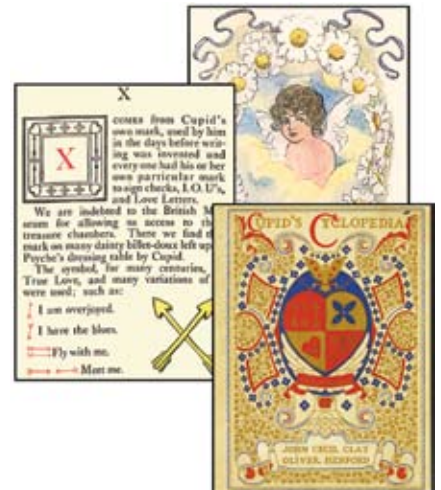 X
X
COMES from Cupid's
own mark, used by him
in the days before writ-
ing was invented and
every one had his or her
own particular mark
to sign checks, I. O. U's,
and Love Letters.
We are indebted to the British M
seum for allowing us access to th
treasure chambers. There we find
mark on many dainty billet-doux left up
Psyche's dressing table by Cupid.
The symbol, for many centuries,
True Love, and many variations of
were used; such as:
I am overjoyed.
I have the blues.
Fly with me.
Meet me.
CUPID'S CYCLOPEDIA
JOHN CECIL CLAY
OLIVER HERFORD